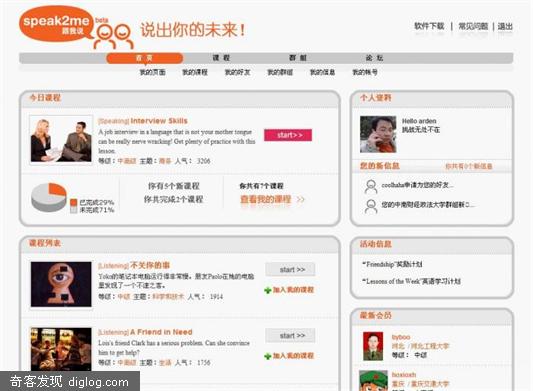 speak2me beta
跟我说
说出你的未来!
软件下载 | 常见问题 | 退出
首 页 课 程 群 组 论 坛
我的页面 我的课程 我的好友 我的群组 我的信息 我的帐号
今日课程
[Speaking] Interview Skills
A job interview in a language that is not your mother tongue
can be really nerve wracking! Get plenty of practice with this
lesson.
等级: 中高级 主题: 商务 人气: 3206
start>>
已完成29%
未完成71%
你有5个新课程
你共完成2个课程
你共有7个课程
查看我的课程 >>
课程列表
[Listening] 不关你的事
Yoko的笔记本电脑运行得非常慢。朋友Paolo在她的电脑
里发现了一个不速之客。
等级: 中级 主题: 科学和技术 人气: 1914
start >>
加入我的课程
[Listening] A Friend in Need
Lois's friend Clark has a serious problem. Can she convince
him to get help?
等级: 中高级 主题: 生活 人气: 1756
start >>
加入我的课程
个人资料
Hello arden
挑战无处不在
您的新信息
你共有0个新信息
coolhaha申请为您的好友...
您的中南财经政法大学群组新...
活动信息
“Friendship”奖励计划
“Lessons of the Week”英语学习计划
最新会员
byboo
河北 / 河北工程大学
等级: 中级
hoxioxh
重庆 / 重庆交通大学
奇客发现 diglog.com